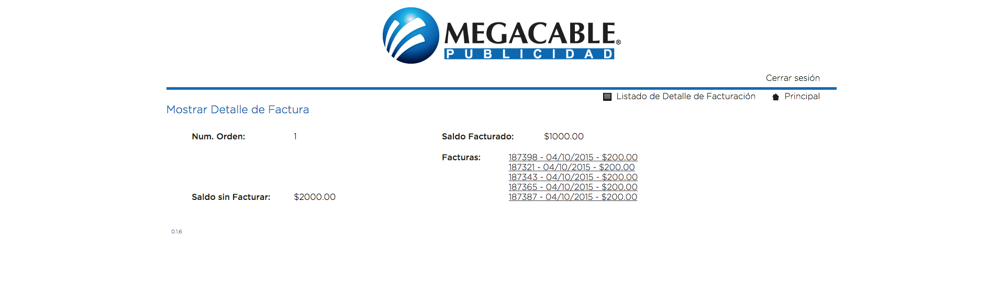 MEGACABLE®
PUBLICIDAD
Cerrar sesión
Listado de Detalle de Facturación Principal
Mostrar Detalle de Factura
Num. Orden: 1 Saldo Facturado: $1000.00
Facturas: 187398 - 04/10/2015 - $200.00
187321 - 04/10/2015 - $200.00
187343 - 04/10/2015 - $200.00
187365 - 04/10/2015 - $200.00
Saldo sin Facturar: $2000.00 187387 - 04/10/2015 - $200.00
0.1.6